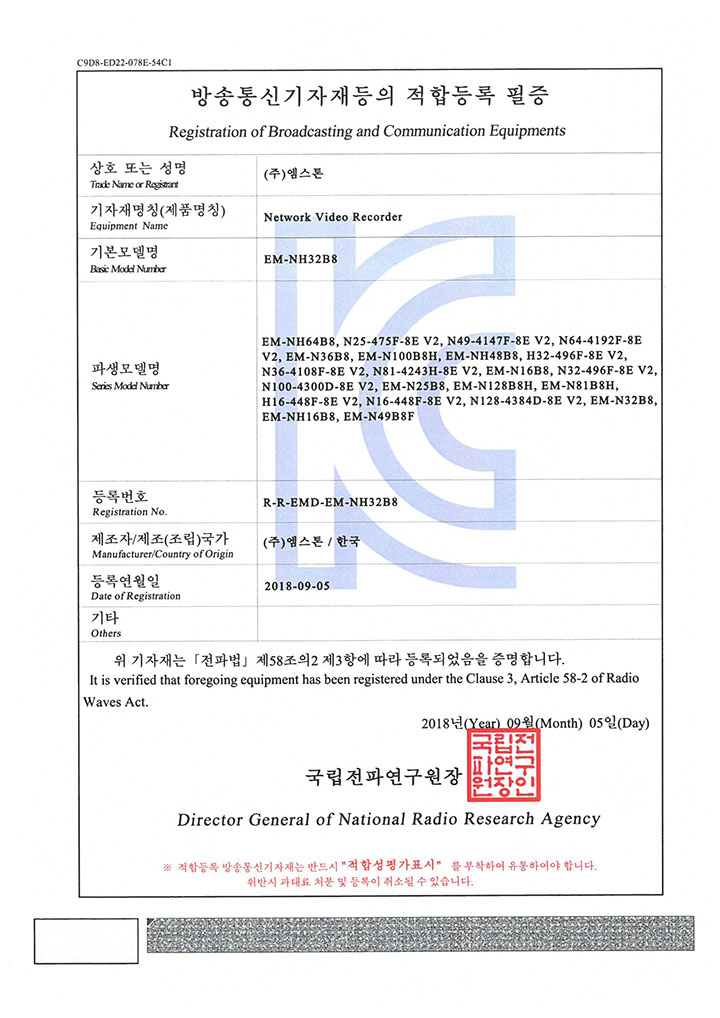 C9D8-ED22-078E-54C1
방송통신기자재등의 적합등록 필증
Registration of Broadcasting and Communication Equipments
상호 또는 성명
Trade Name or Registrant
(주)엠스톤
기자재명칭(제품명칭)
Equipment Name
Network Video Recorder
기본모델명
Basic Model Number
EM-NH32B8
파생모델명
Series Model Number
EM-NH64B8, N25-475F-8E V2, N49-4147F-8E V2, N64-4192F-8E
V2, EM-N36B8, EM-N100B8H, EM-NH48B8, H32-496F-8E V2,
N36-4108F-8E V2, N81-4243H-8E V2, EM-N16B8, N32-496F-8E V2,
N100-4300D-8E V2, EM-N25B8, EM-N128B8H, EM-N81B8H,
H16-448F-8E V2, N16-448F-8E V2, N128-4384D-8E V2, EM-N32B8,
EM-NH16B8, EM-N49B8F
등록번호
Registration No.
R-R-EMD-EM-NH32B8
제조자/제조(조립)국가
Manufacturer/Country of Origin
(주)엠스톤 / 한국
등록연월일
Date of Registration
2018-09-05
기타
Others
위 기자재는 「전파법」 제58조의2 제3항에 따라 등록되었음을 증명합니다.
It is verified that foregoing equipment has been registered under the Clause 3, Article 58-2 of Radio
Waves Act.
2018년(Year) 09월(Month) 05일(Day)
국립전파연구원장
국립전
파연구
원장인
Director General of National Radio Research Agency
※ 적합등록 방송통신기자재는 반드시 "적합성평가표시" 를 부착하여 유통하여야 합니다.
위반시 과태료 처분 및 등록이 취소될 수 있습니다.